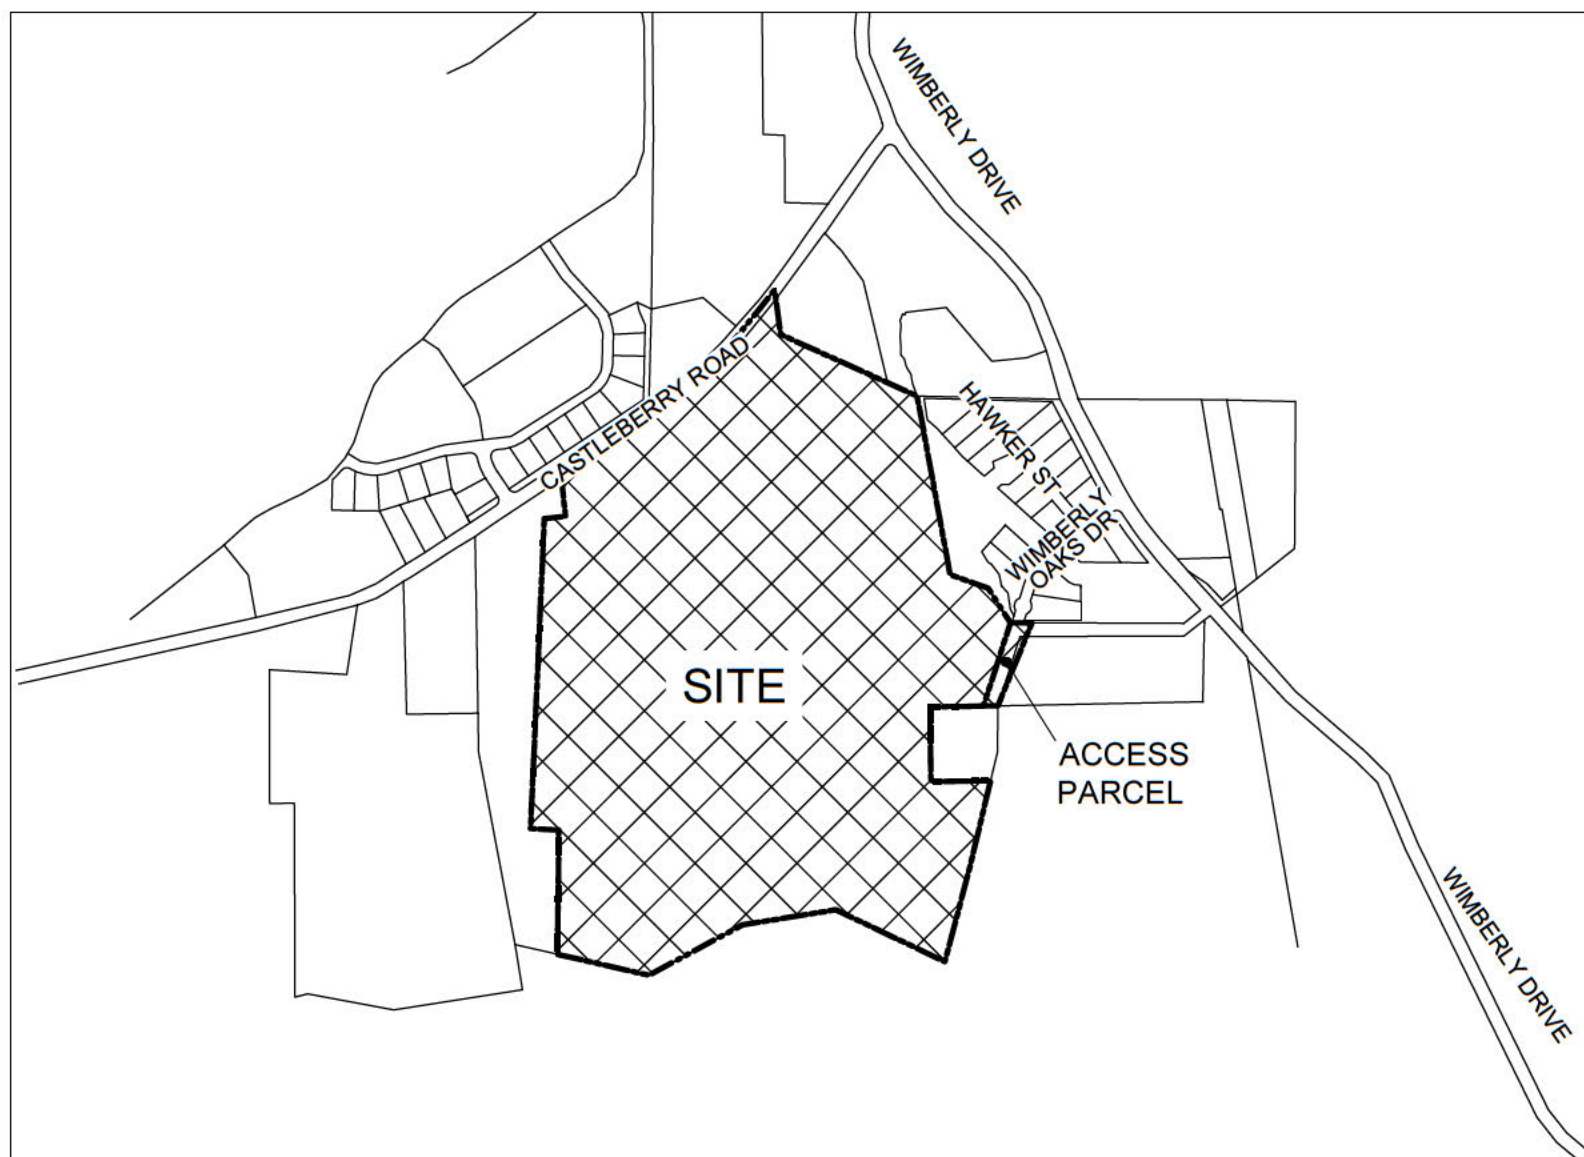 WIMBERLY DRIVE
CASTLEBERRY ROAD
HAWKER ST
WIMBERLY
OAKS DR
SITE
ACCESS
PARCEL
WIMBERLY DRIVE